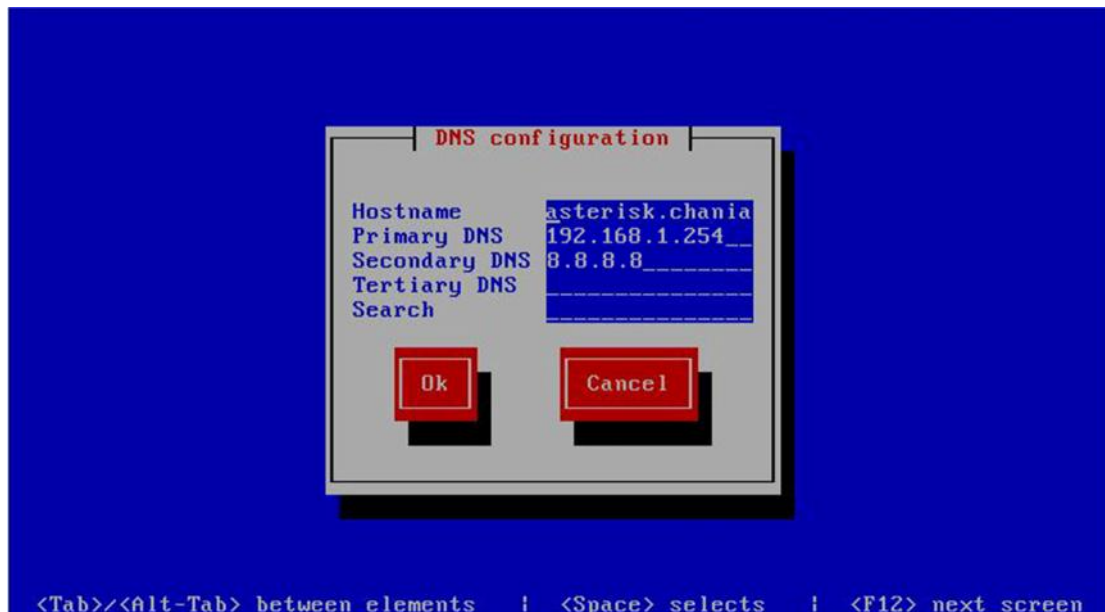 DNS configuration
Hostname asterisk.chania
Primary DNS 192.168.1.254__
Secondary DNS 8.8.8.8________
Tertiary DNS _______________
Search _______________
Ok Cancel
<Tab>/<Alt-Tab> between elements | <Space> selects | <F12> next screen